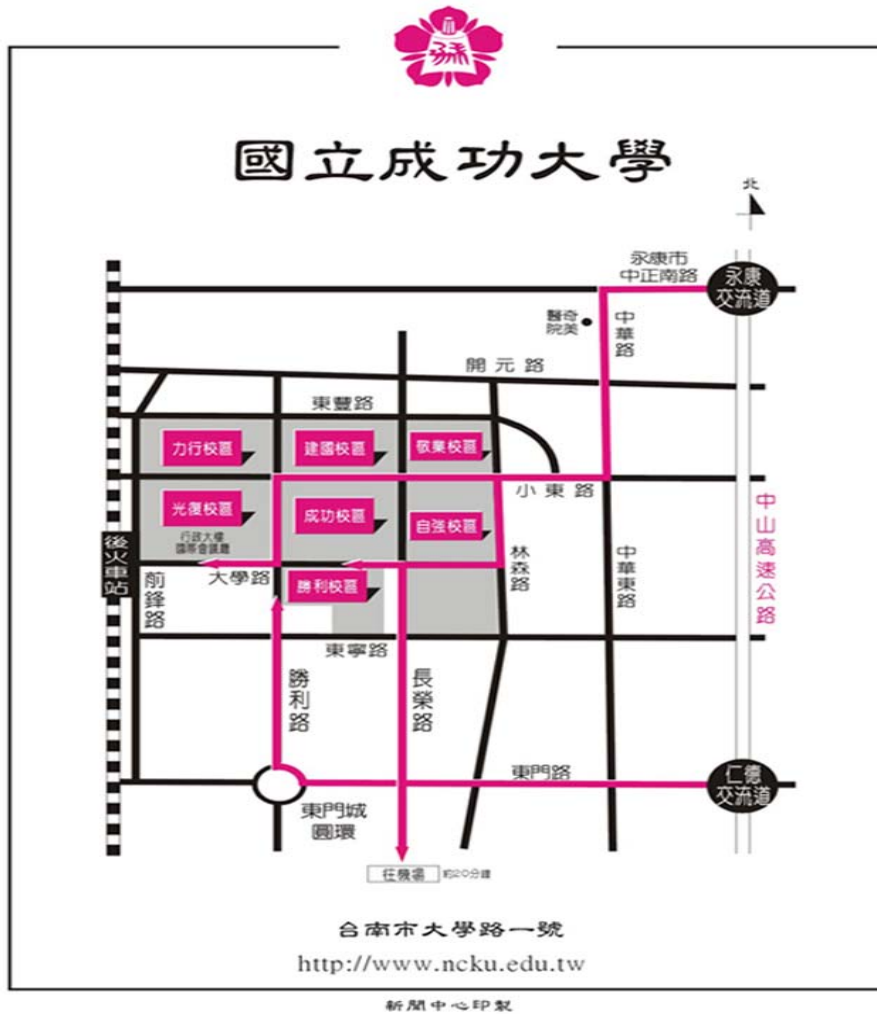 國立成功大學
北
永康市
中正南路
永康
交流道
奇美
醫院
中華路
開元路
東豐路
力行校區
建國校區
敬業校區
小東路
光復校區
成功校區
自強校區
行政大樓
國際會議廳
後火車站
前鋒路
大學路
勝利校區
林森路
中華東路
中山高速公路
東寧路
勝利路
長榮路
東門路
仁德
交流道
東門城
圓環
往機場 約20分鐘
台南市大學路一號
http://www.ncku.edu.tw
新聞中心印製